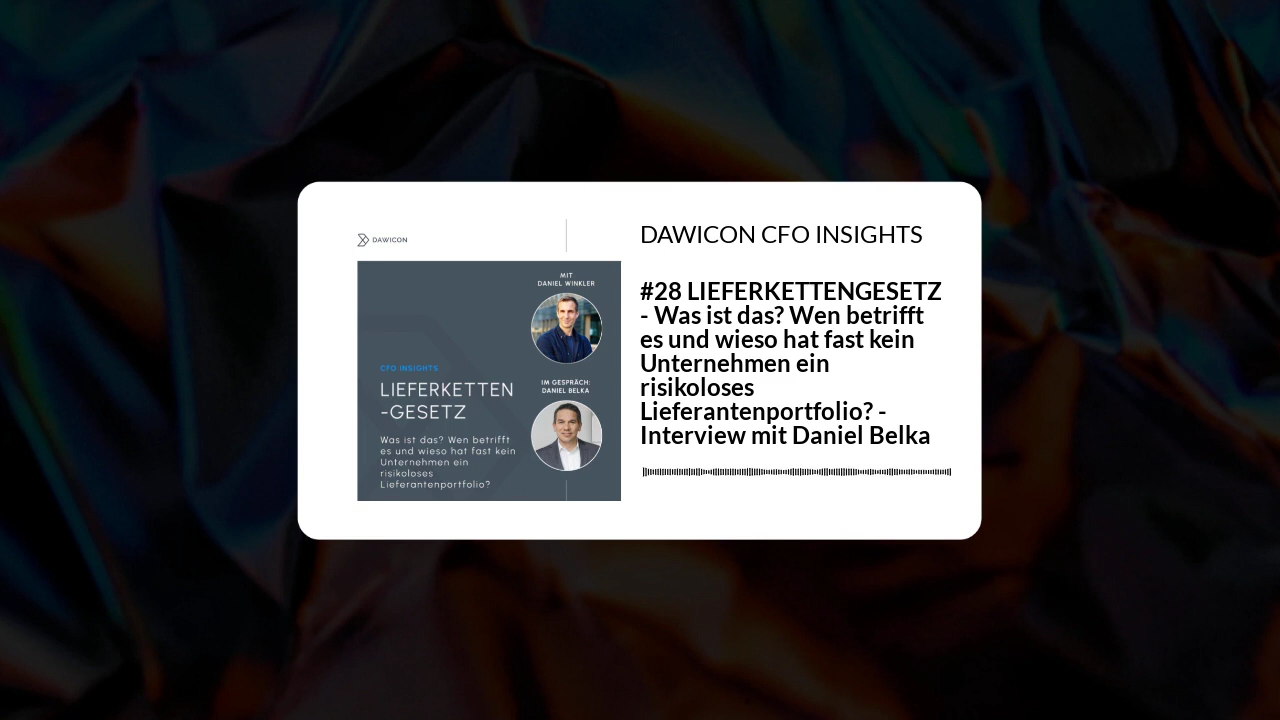 DAWICON
MIT
DANIEL WINKLER
IM GESPRÄCH:
DANIEL BELKA
CFO INSIGHTS
LIEFERKETTEN
-GESETZ
Was ist das? Wen betrifft
es und wieso hat fast kein
Unternehmen ein
risikoloses
Lieferantenportfolio?
DAWICON CFO INSIGHTS
#28 LIEFERKETTENGESETZ
- Was ist das? Wen betrifft
es und wieso hat fast kein
Unternehmen ein
risikoloses
Lieferantenportfolio? -
Interview mit Daniel Belka